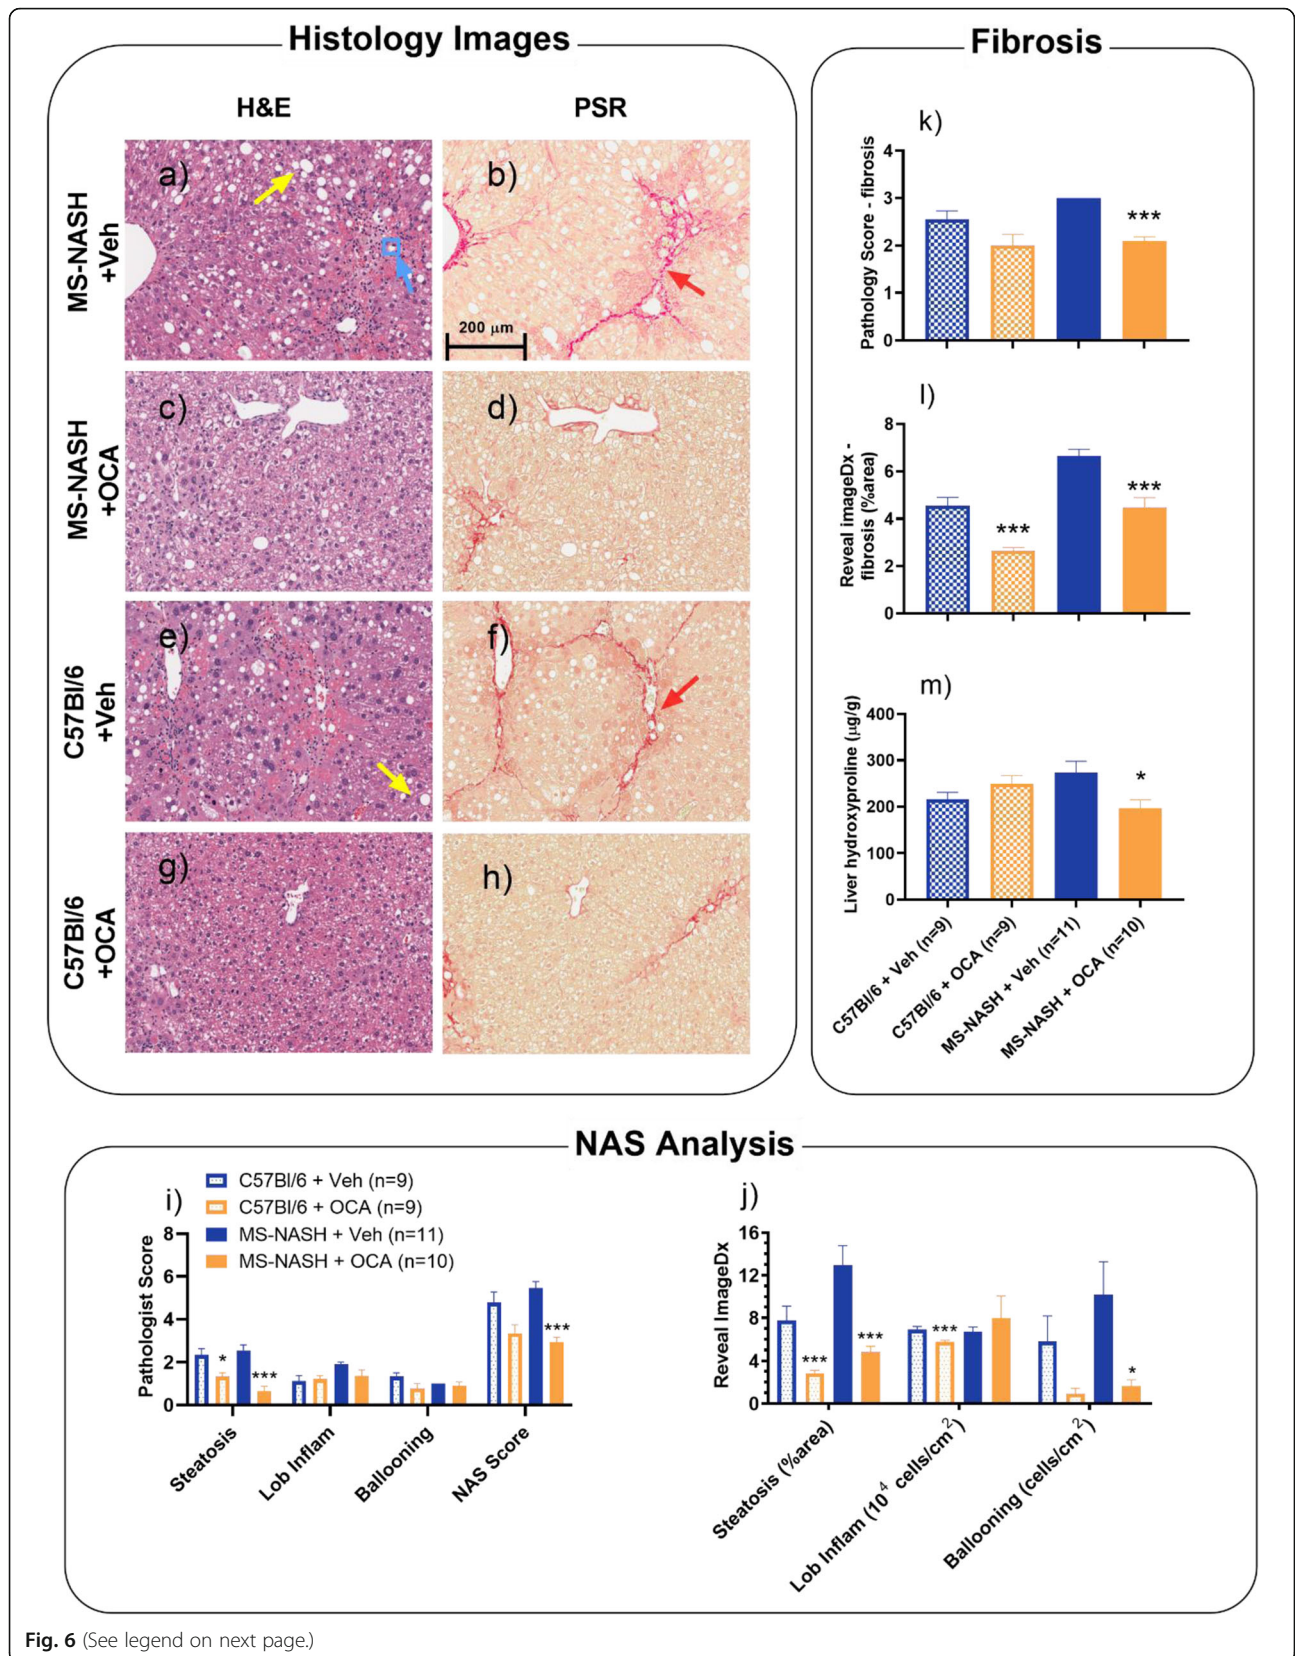 Histology Images
H&E
PSR
MS-NASH
+Veh
a)
b)
200 μm
MS-NASH
+OCA
c)
d)
C57Bl/6
+Veh
e)
f)
C57Bl/6
+OCA
g)
h)
Fibrosis
k)
Pathology Score - fibrosis
4
3
2
1
0
***
l)
Reveal imageDx -
fibrosis (%area)
8
6
4
2
0
***
***
m)
Liver hydroxyproline (μg/g)
400
300
200
100
0
*
C57Bl/6 + Veh (n=9)
C57Bl/6 + OCA (n=9)
MS-NASH + Veh (n=11)
MS-NASH + OCA (n=10)
NAS Analysis
i)
C57Bl/6 + Veh (n=9)
C57Bl/6 + OCA (n=9)
MS-NASH + Veh (n=11)
MS-NASH + OCA (n=10)
Pathologist Score
8
6
4
2
0
*
***
***
Steatosis
Lob Inflam
Ballooning
NAS Score
j)
Reveal ImageDx
16
12
8
4
0
***
***
***
*
Steatosis (%area)
Lob Inflam (10⁴ cells/cm²)
Ballooning (cells/cm²)
Fig. 6 (See legend on next page.)